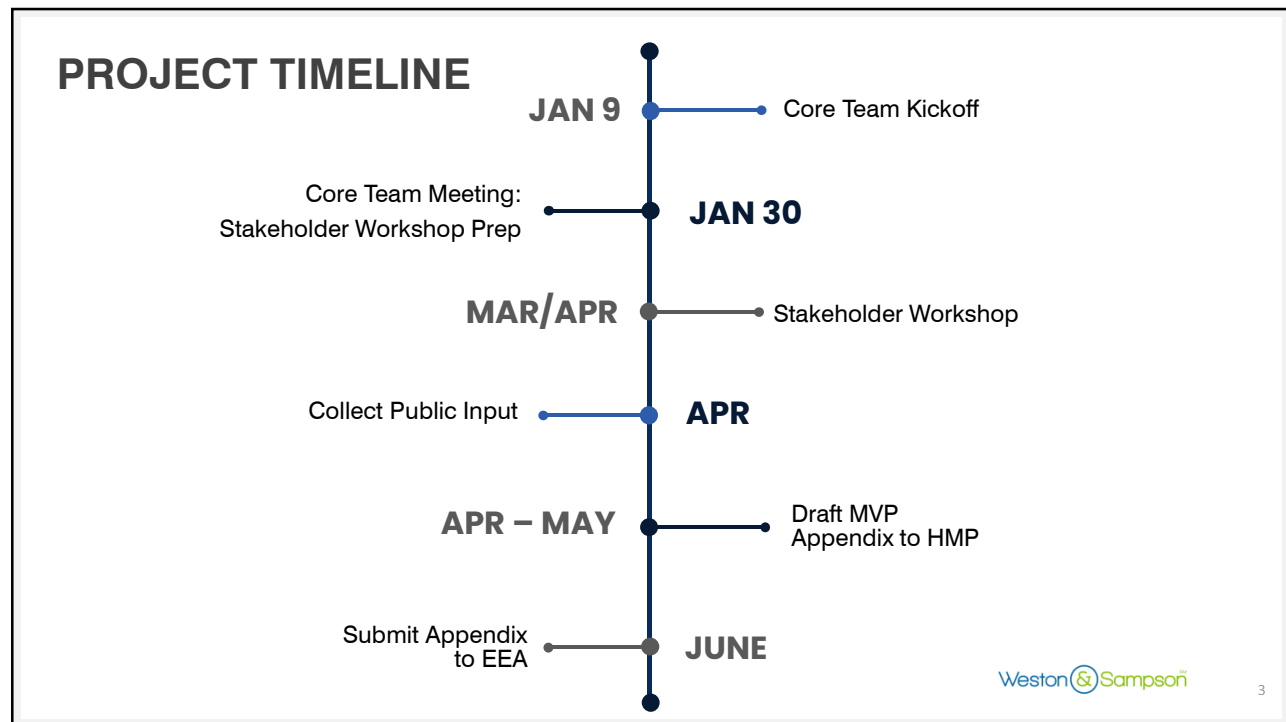 PROJECT TIMELINE
JAN 9
Core Team Kickoff
Core Team Meeting:
Stakeholder Workshop Prep
JAN 30
MAR/APR
Stakeholder Workshop
Collect Public Input
APR
APR – MAY
Draft MVP
Appendix to HMP
Submit Appendix
to EEA
JUNE
Weston & Sampson
3